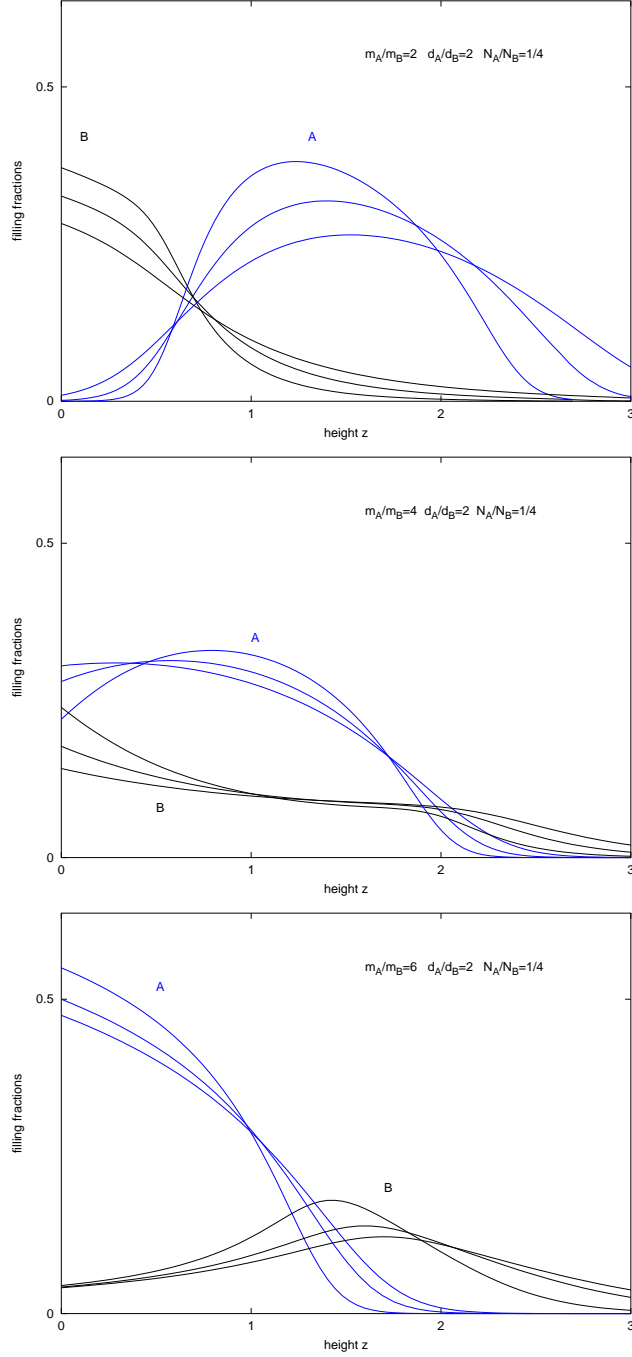 m_A/m_B=2 d_A/d_B=2 N_A/N_B=1/4
0.5
B
A
filling fractions
0
0
1
2
3
height z
m_A/m_B=4 d_A/d_B=2 N_A/N_B=1/4
0.5
A
filling fractions
B
0
0
1
2
3
height z
m_A/m_B=6 d_A/d_B=2 N_A/N_B=1/4
A
0.5
filling fractions
B
0
0
1
2
3
height z